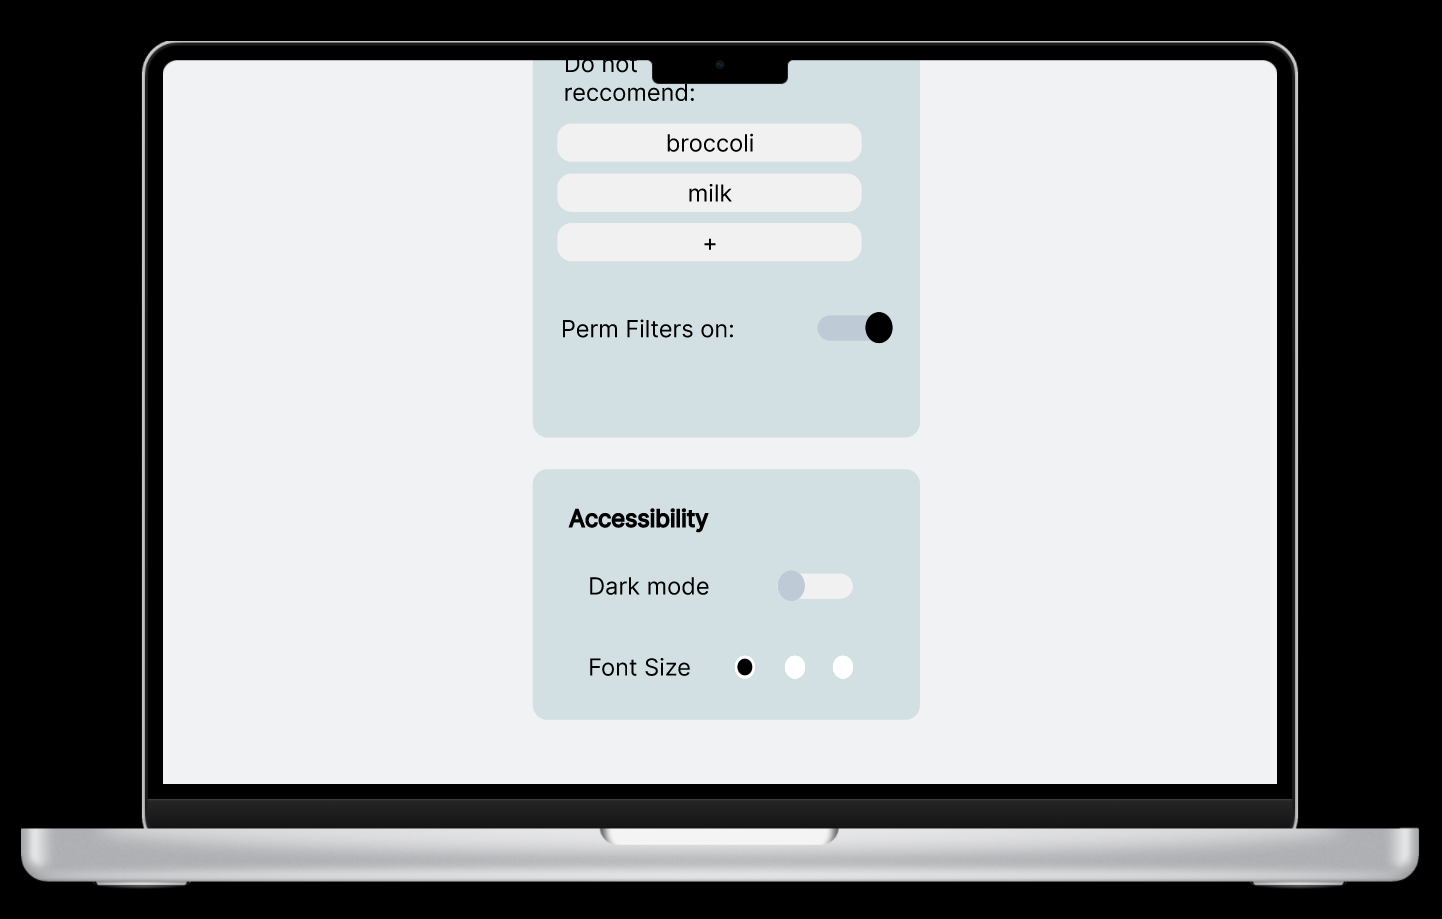 Do not
reccomend:
broccoli
milk
+
Perm Filters on:
Accessibility
Dark mode
Font Size